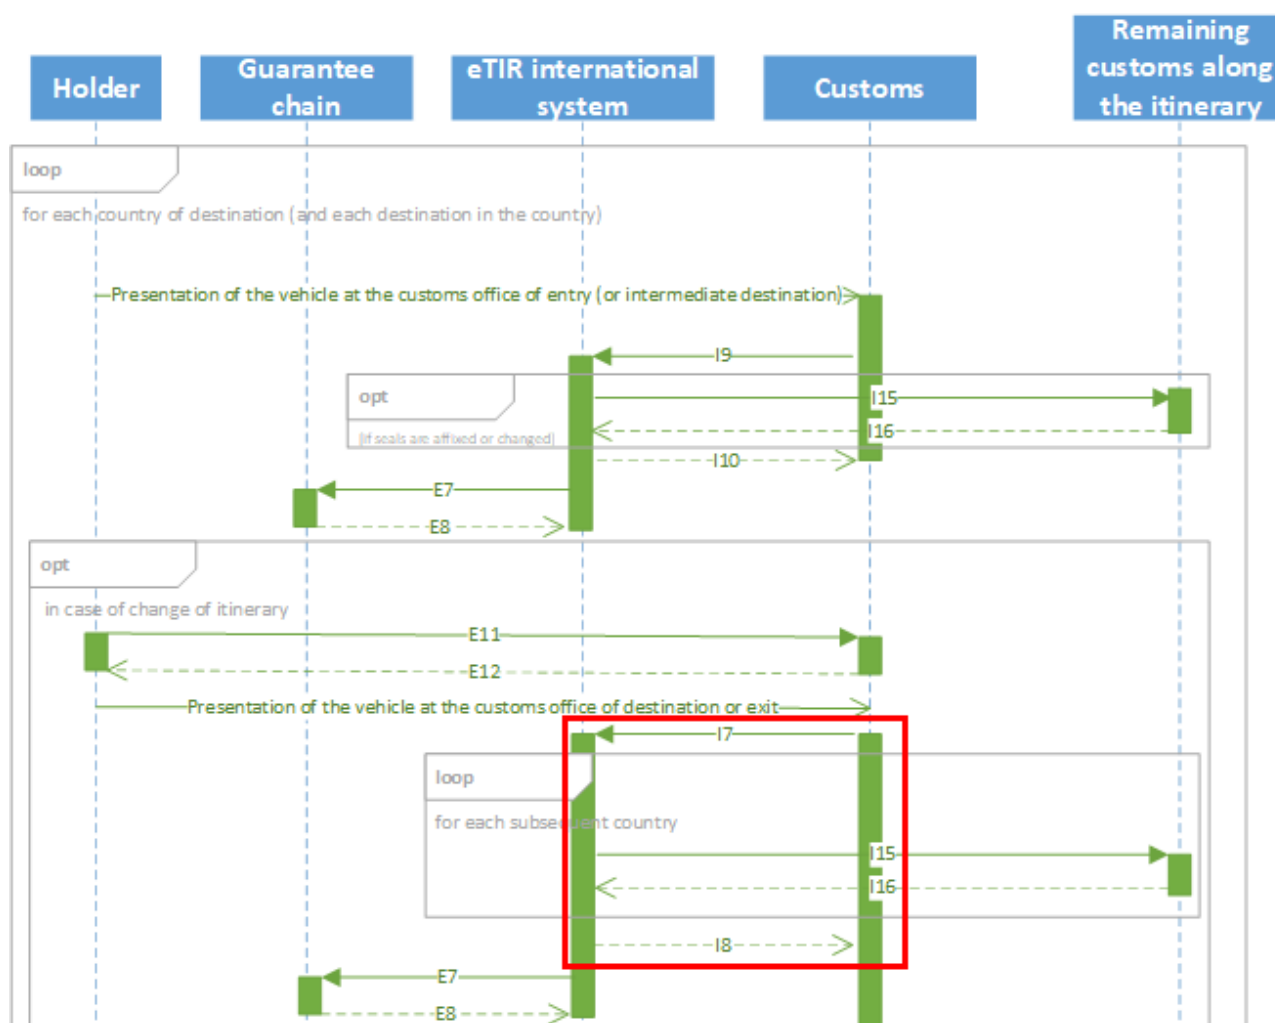 Holder
Guarantee
chain
eTIR international
system
Customs
Remaining
customs along
the itinerary
loop
for each country of destination (and each destination in the country)
Presentation of the vehicle at the customs office of entry (or intermediate destination)
I9
opt
I15
[if seals are affixed or changed]
I16
I10
E7
E8
opt
in case of change of itinerary
E11
E12
Presentation of the vehicle at the customs office of destination or exit
I7
loop
for each subsequent country
I15
I16
I8
E7
E8